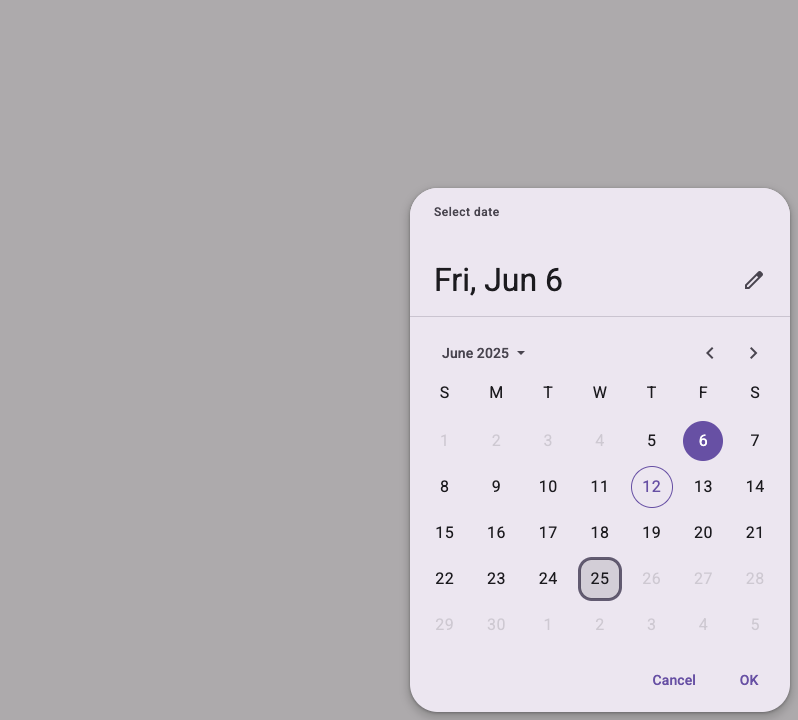 Select date
Fri, Jun 6
June 2025
S M T W T F S
1 2 3 4 5 6 7
8 9 10 11 12 13 14
15 16 17 18 19 20 21
22 23 24 25 26 27 28
29 30 1 2 3 4 5
Cancel OK